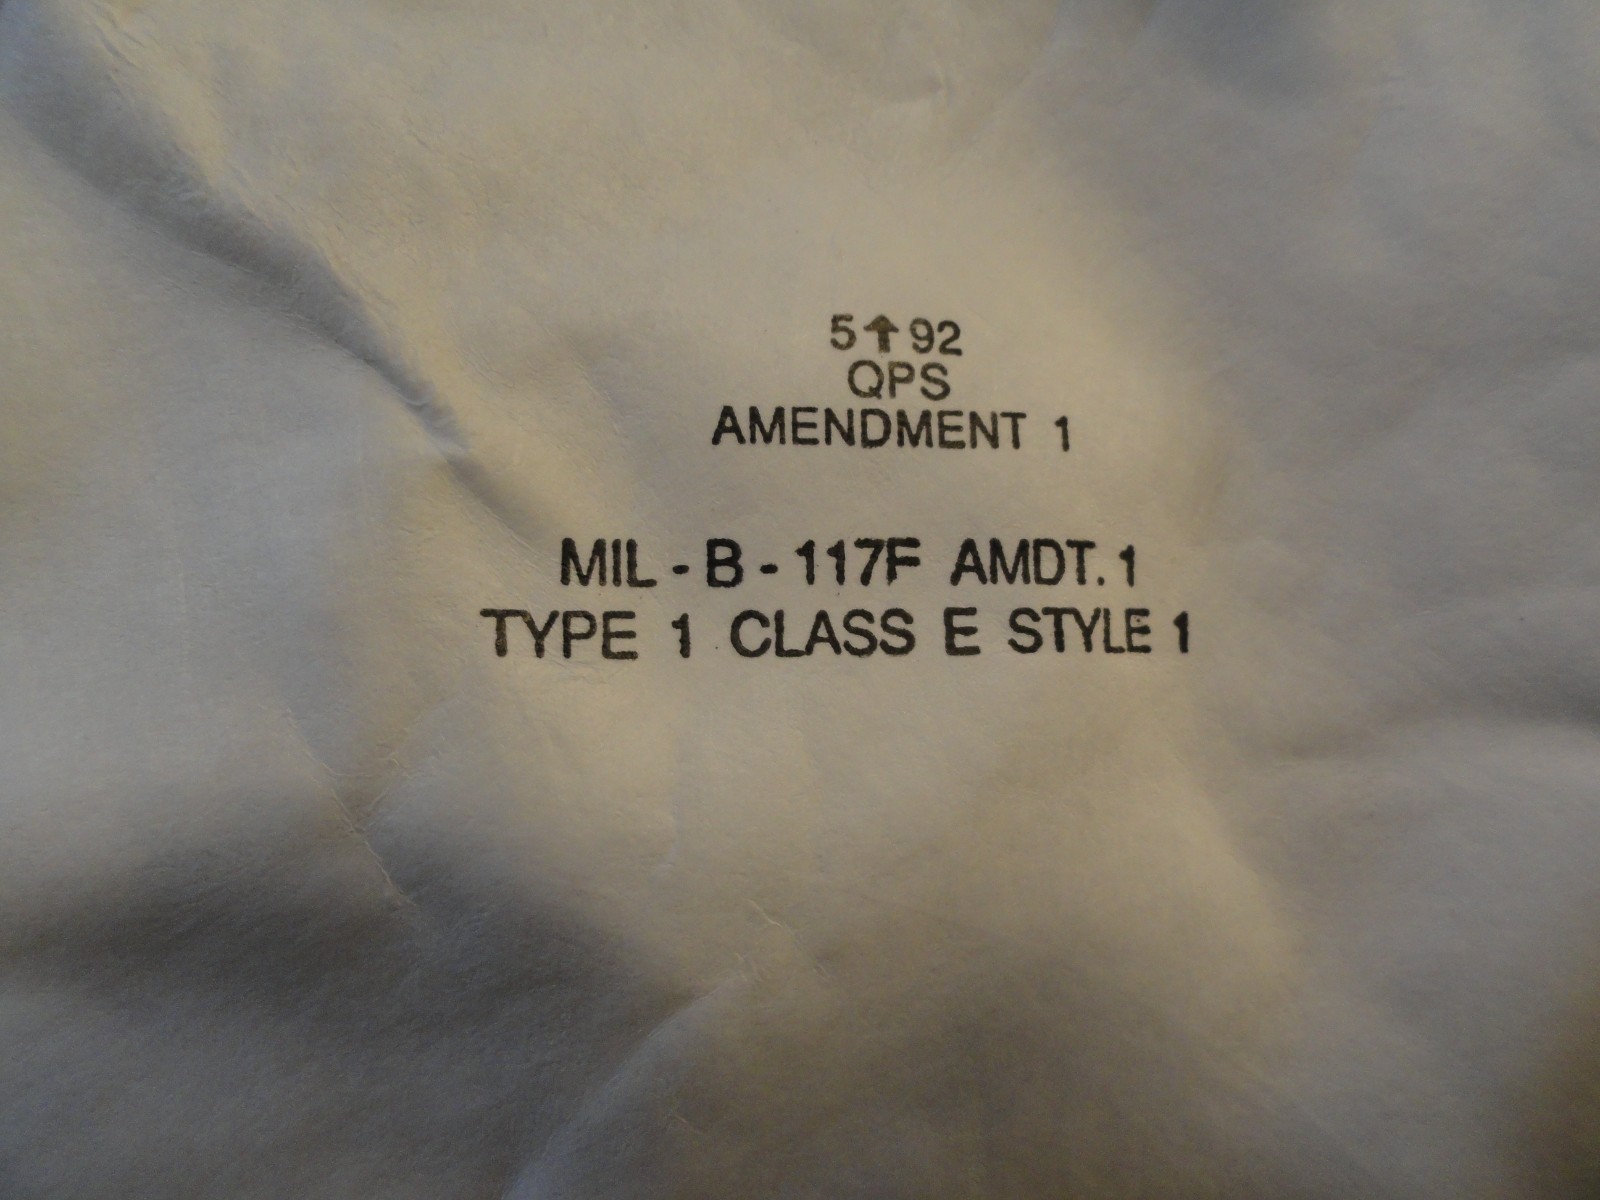 5↑92
QPS
AMENDMENT 1
MIL - B - 117F AMDT. 1
TYPE 1 CLASS E STYLE 1